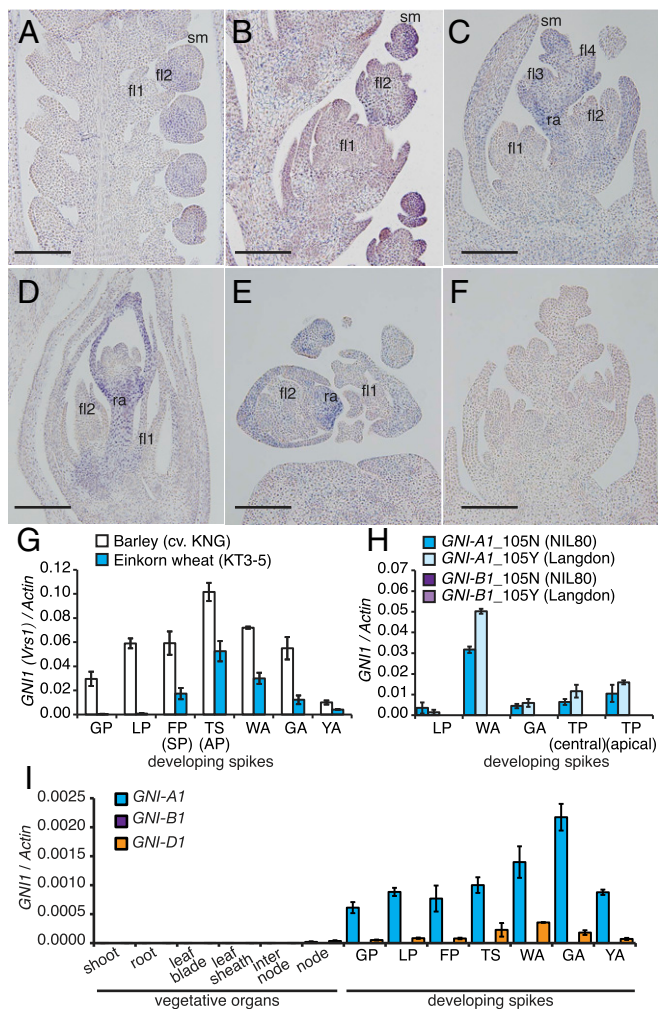 A
sm
fl2
fl1
B
sm
fl2
fl1
C
sm
fl4
fl3
ra
fl2
fl1
D
ra
fl2
fl1
E
fl2
ra
fl1
F
G
Barley (cv. KNG)
Einkorn wheat (KT3-5)
GNI1 (Vrs1) / Actin
0.12
0.10
0.08
0.06
0.04
0.02
0.00
GP LP FP TS WA GA YA
(SP) (AP)
developing spikes
H
GNI-A1_105N (NIL80)
GNI-A1_105Y (Langdon)
GNI-B1_105N (NIL80)
GNI-B1_105Y (Langdon)
GNI1 / Actin
0.07
0.06
0.05
0.04
0.03
0.02
0.01
0.00
LP WA GA TP TP
(central)(apical)
developing spikes
I
GNI-A1
GNI-B1
GNI-D1
GNI1 / Actin
0.0025
0.0020
0.0015
0.0010
0.0005
0.0000
shoot
root
leaf
blade
leaf
sheath
inter
node
node
GP LP FP TS WA GA YA
vegetative organs
developing spikes